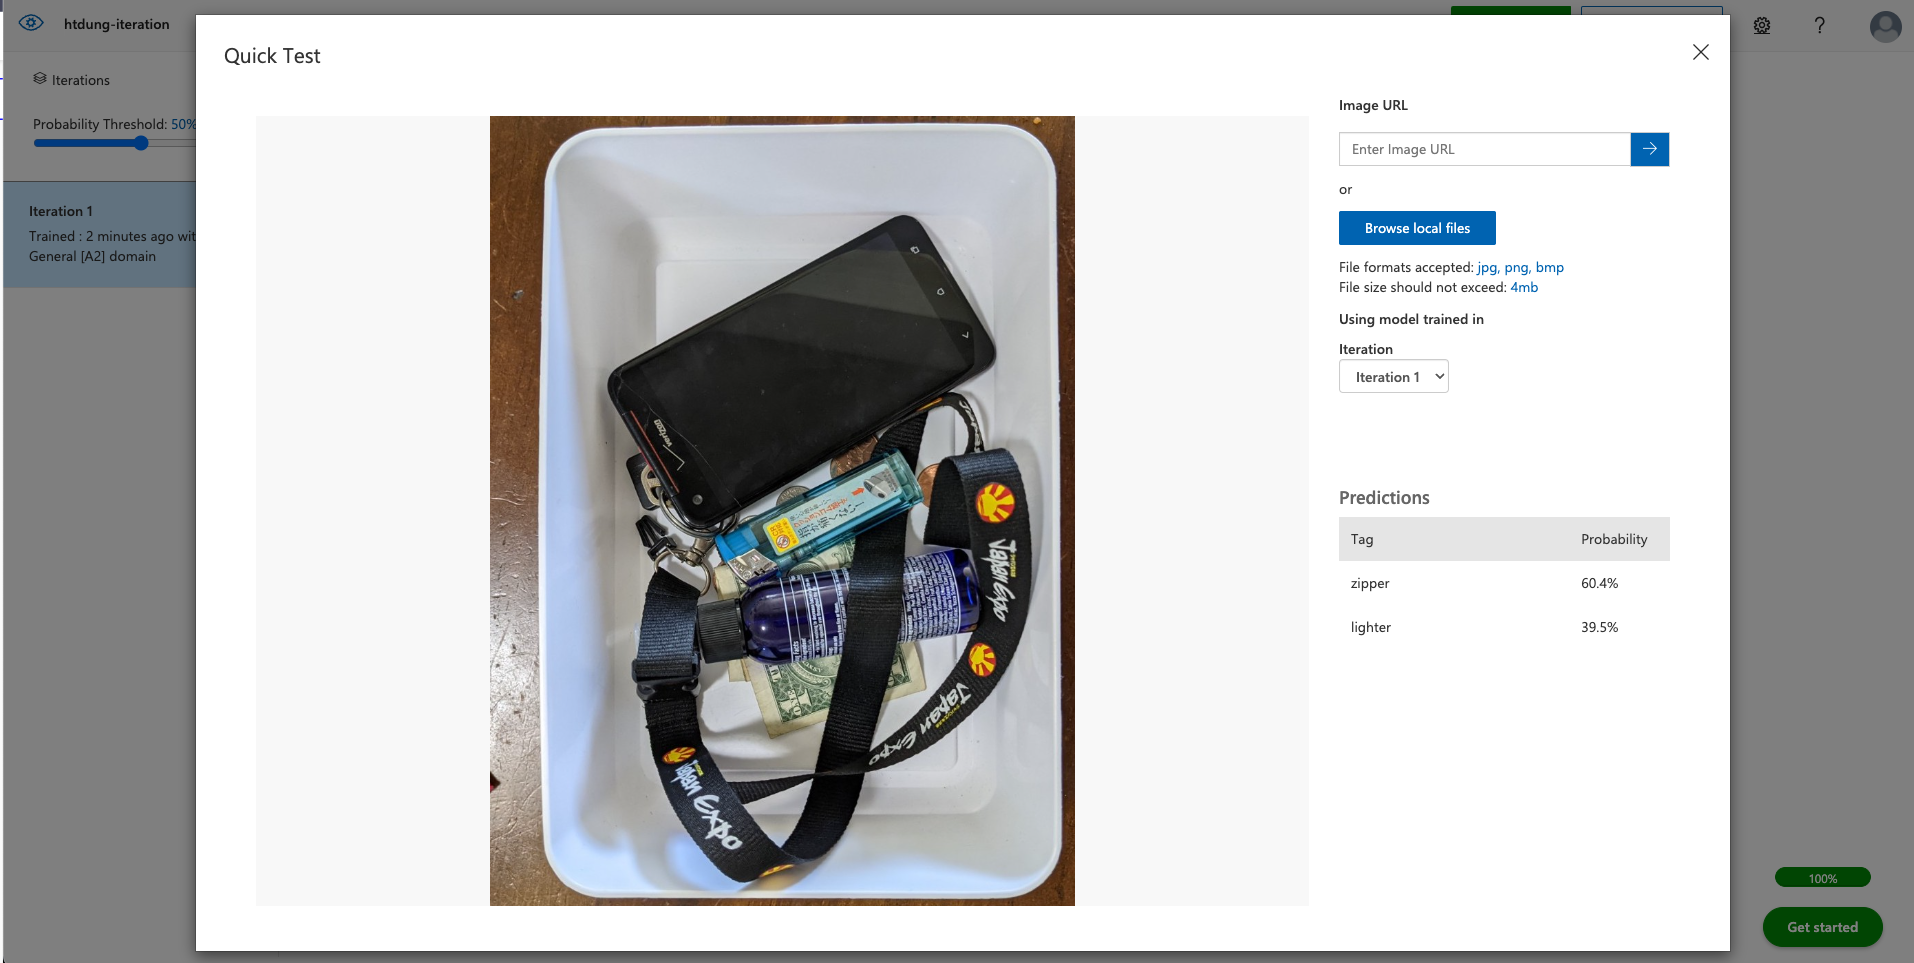 htdung-iteration
?
Quick Test
Iterations
Probability Threshold: 50%
Iteration 1
Trained : 2 minutes ago wit
General [A2] domain
verizon
Japan Expo
Japan Expo
Japan Expo
ONE
Image URL
Enter Image URL
or
Browse local files
File formats accepted: jpg, png, bmp
File size should not exceed: 4mb
Using model trained in
Iteration
Iteration 1
Predictions
Tag Probability
zipper 60.4%
lighter 39.5%
100%
Get started